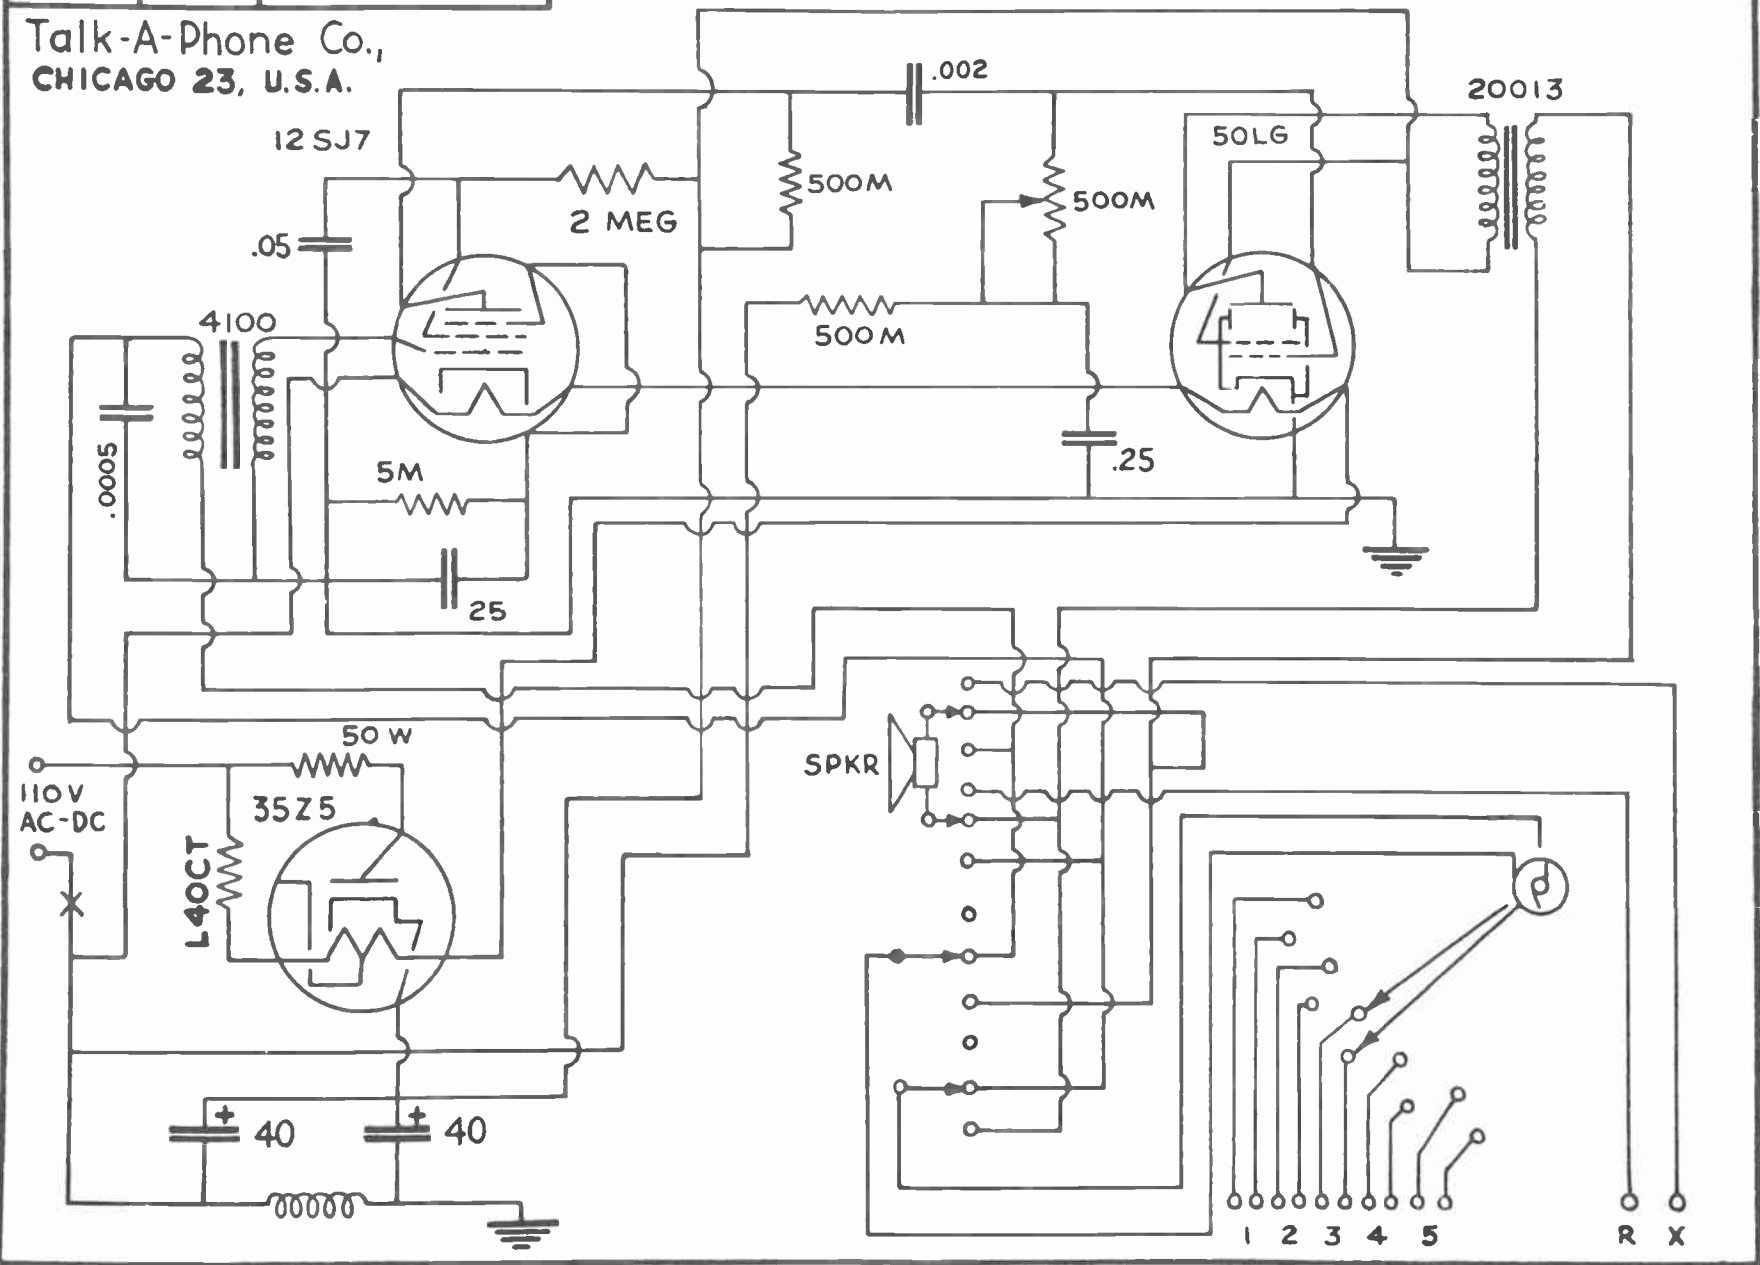 Talk-A-Phone Co.,
CHICAGO 23, U.S.A.
.002
20013
12SJ7
50LG
500M
500M
2 MEG
.05
4100
500M
.0005
5M
.25
25
50 W
SPKR
110V
AC-DC
35Z5
L40CT
+
40
+
40
1
2
3
4
5
R
X